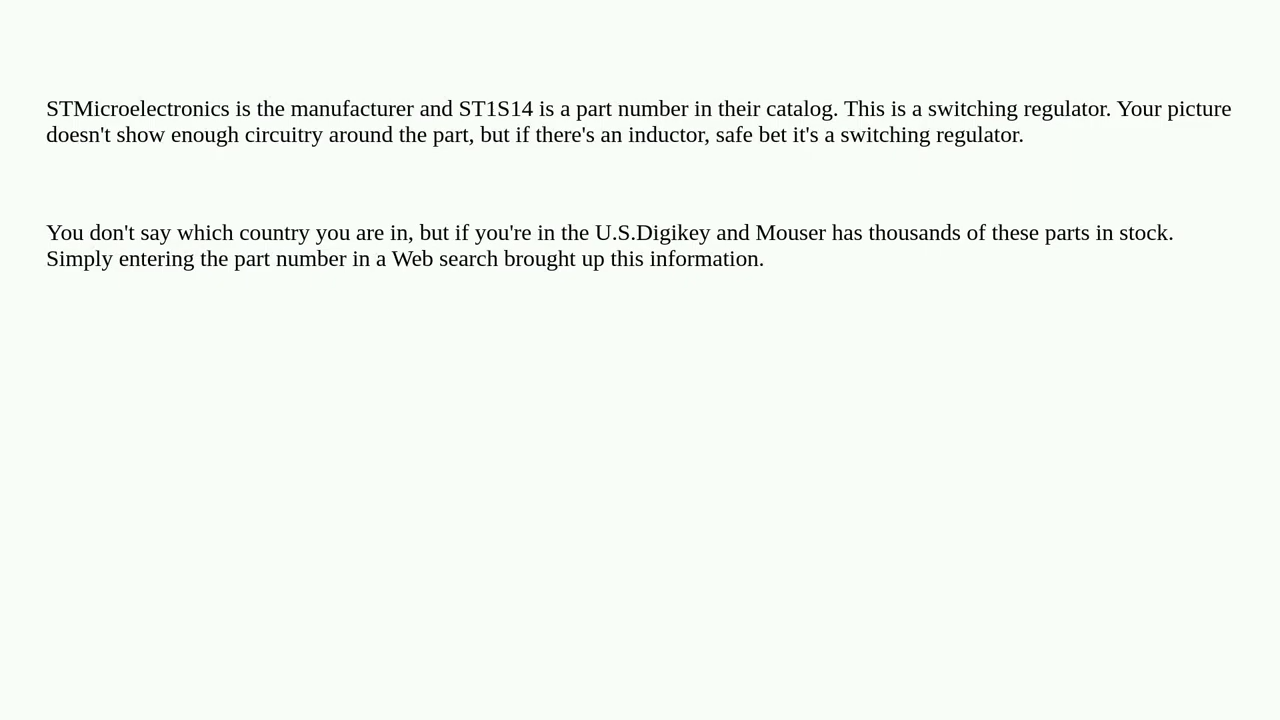 STMicroelectronics is the manufacturer and ST1S14 is a part number in their catalog. This is a switching regulator. Your picture
doesn't show enough circuitry around the part, but if there's an inductor, safe bet it's a switching regulator.
You don't say which country you are in, but if you're in the U.S.Digikey and Mouser has thousands of these parts in stock.
Simply entering the part number in a Web search brought up this information.